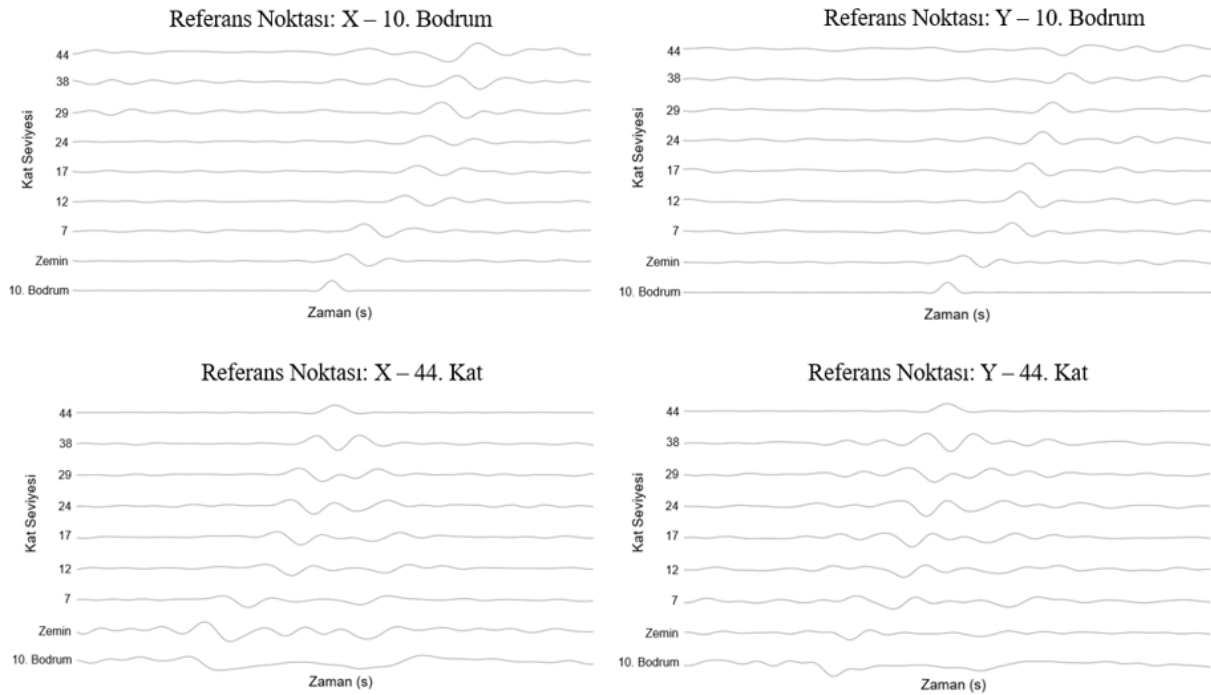 Referans Noktası: X – 10. Bodrum
Kat Seviyesi
44
38
29
24
17
12
7
Zemin
10. Bodrum
Zaman (s)
Referans Noktası: Y – 10. Bodrum
Kat Seviyesi
44
38
29
24
17
12
7
Zemin
10. Bodrum
Zaman (s)
Referans Noktası: X – 44. Kat
Kat Seviyesi
44
38
29
24
17
12
7
Zemin
10. Bodrum
Zaman (s)
Referans Noktası: Y – 44. Kat
Kat Seviyesi
44
38
29
24
17
12
7
Zemin
10. Bodrum
Zaman (s)